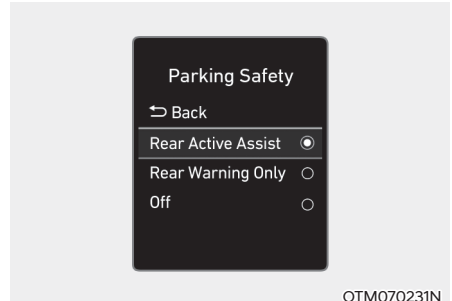 Parking Safety
⮌ Back
Rear Active Assist
Rear Warning Only
Off
OTM070231N